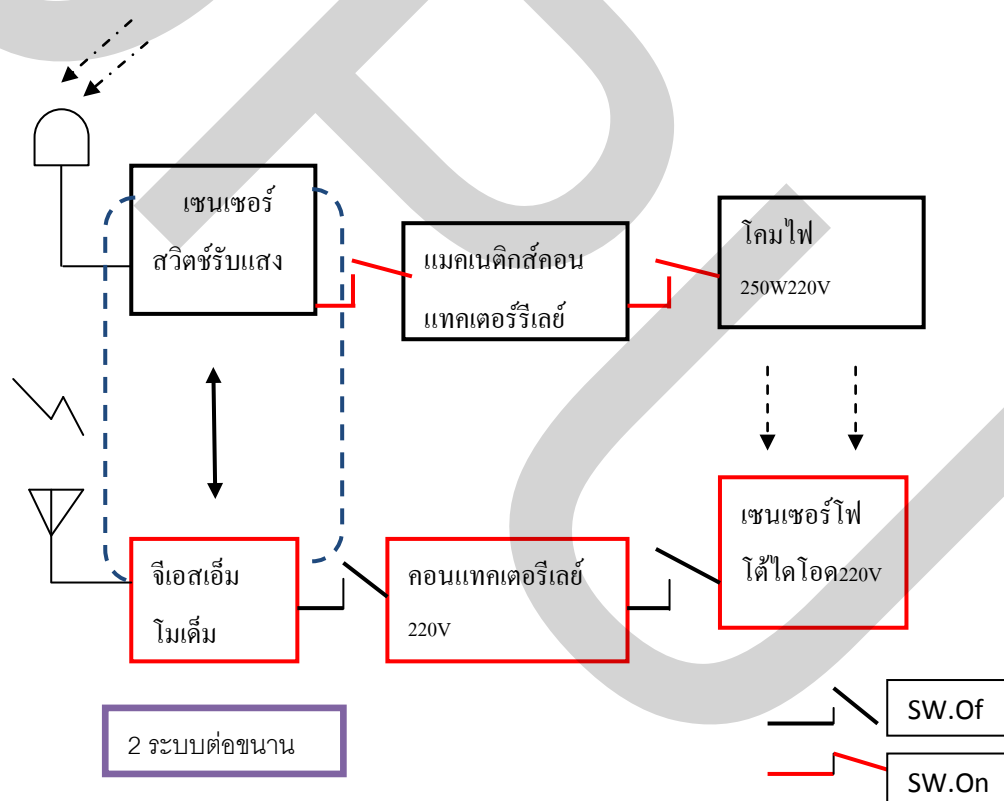 เซนเซอร์
สวิตช์รับแสง
แมคเนติกส์คอน
แทคเตอร์รีเลย์
โคมไฟ
250W220V
จีเอสเอ็ม
โมเด็ม
คอนแทคเตอรีเลย์
220V
เซนเซอร์โฟ
โต้ไดโอด220V
2 ระบบต่อขนาน
SW.Of
SW.On